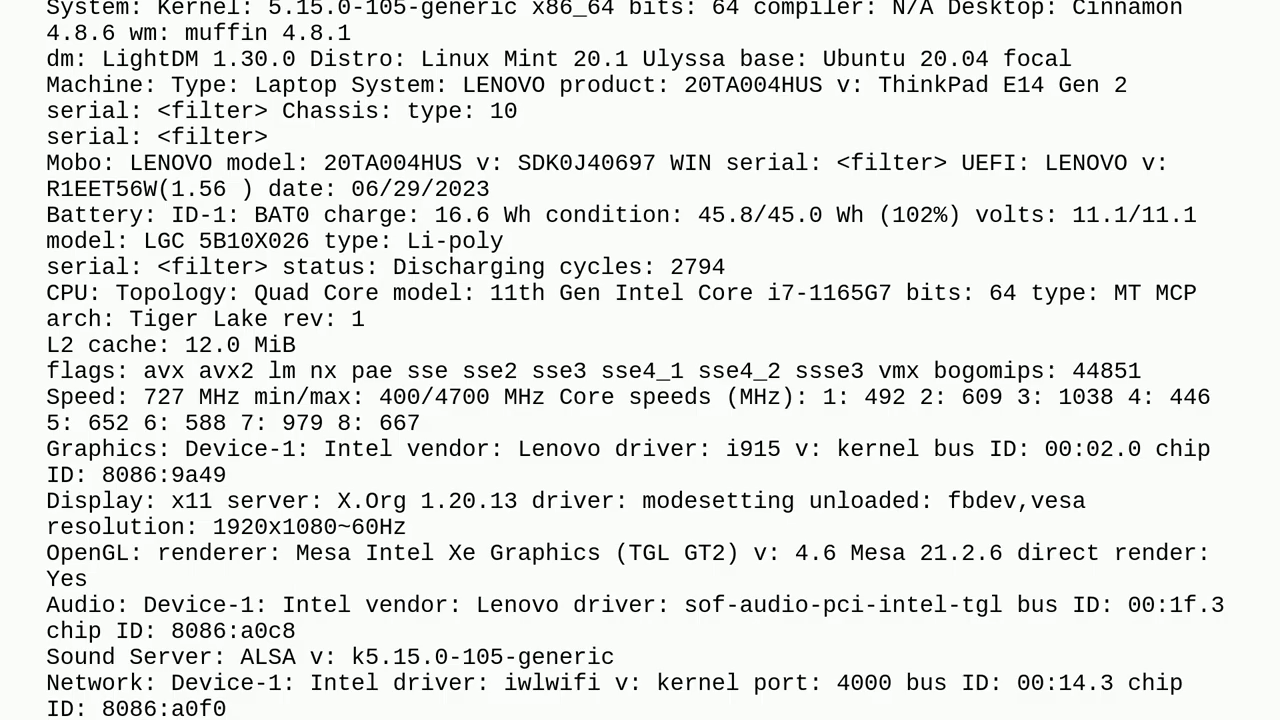 System: Kernel: 5.15.0-105-generic x86_64 bits: 64 compiler: N/A Desktop: Cinnamon
4.8.6 wm: muffin 4.8.1
dm: LightDM 1.30.0 Distro: Linux Mint 20.1 Ulyssa base: Ubuntu 20.04 focal
Machine: Type: Laptop System: LENOVO product: 20TA004HUS v: ThinkPad E14 Gen 2
serial: <filter> Chassis: type: 10
serial: <filter>
Mobo: LENOVO model: 20TA004HUS v: SDK0J40697 WIN serial: <filter> UEFI: LENOVO v:
R1EET56W(1.56 ) date: 06/29/2023
Battery: ID-1: BAT0 charge: 16.6 Wh condition: 45.8/45.0 Wh (102%) volts: 11.1/11.1
model: LGC 5B10X026 type: Li-poly
serial: <filter> status: Discharging cycles: 2794
CPU: Topology: Quad Core model: 11th Gen Intel Core i7-1165G7 bits: 64 type: MT MCP
arch: Tiger Lake rev: 1
L2 cache: 12.0 MiB
flags: avx avx2 lm nx pae sse sse2 sse3 sse4_1 sse4_2 ssse3 vmx bogomips: 44851
Speed: 727 MHz min/max: 400/4700 MHz Core speeds (MHz): 1: 492 2: 609 3: 1038 4: 446
5: 652 6: 588 7: 979 8: 667
Graphics: Device-1: Intel vendor: Lenovo driver: i915 v: kernel bus ID: 00:02.0 chip
ID: 8086:9a49
Display: x11 server: X.Org 1.20.13 driver: modesetting unloaded: fbdev,vesa
resolution: 1920x1080~60Hz
OpenGL: renderer: Mesa Intel Xe Graphics (TGL GT2) v: 4.6 Mesa 21.2.6 direct render:
Yes
Audio: Device-1: Intel vendor: Lenovo driver: sof-audio-pci-intel-tgl bus ID: 00:1f.3
chip ID: 8086:a0c8
Sound Server: ALSA v: k5.15.0-105-generic
Network: Device-1: Intel driver: iwlwifi v: kernel port: 4000 bus ID: 00:14.3 chip
ID: 8086:a0f0